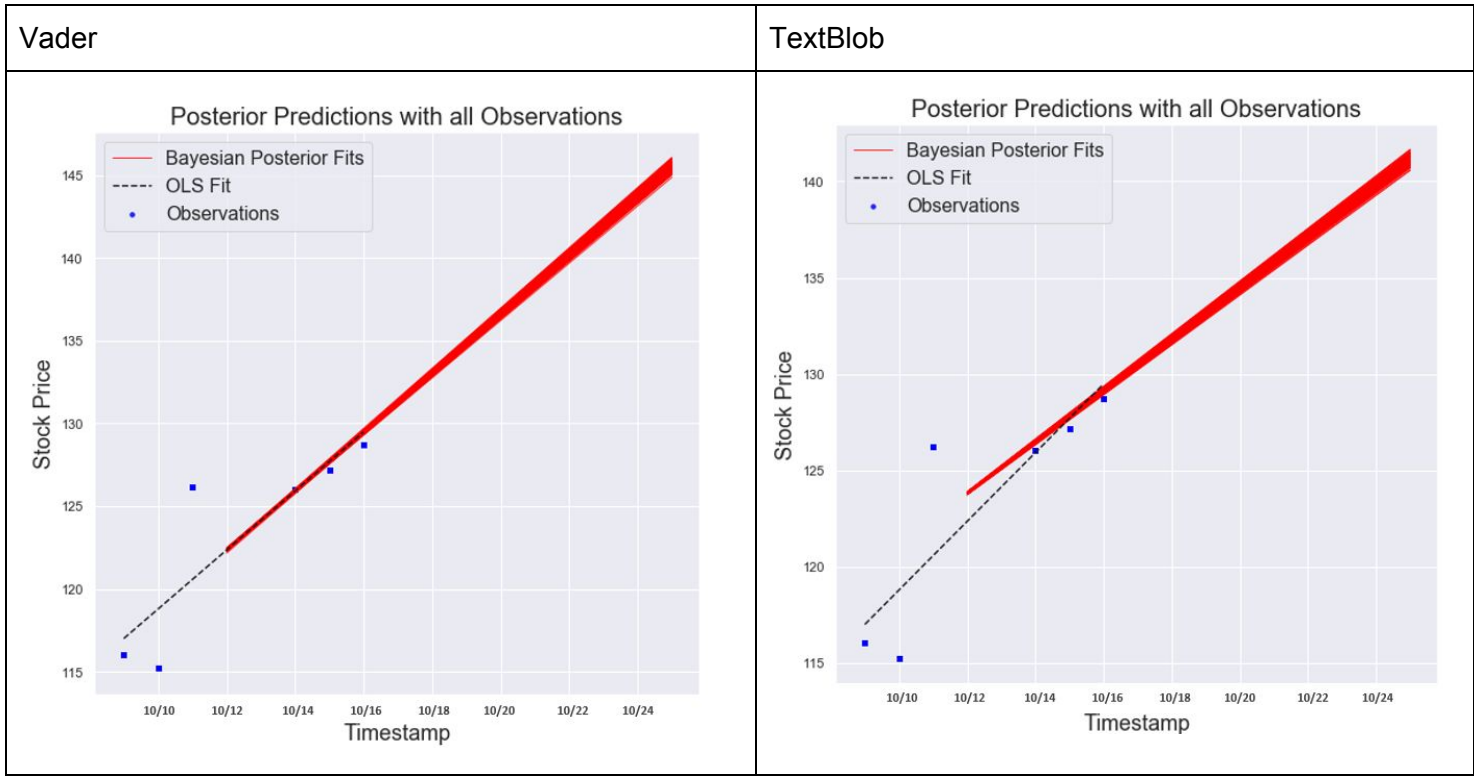 Vader
TextBlob
Posterior Predictions with all Observations
Bayesian Posterior Fits
OLS Fit
Observations
145
140
135
130
125
120
115
Stock Price
10/10 10/12 10/14 10/16 10/18 10/20 10/22 10/24
Timestamp
Posterior Predictions with all Observations
Bayesian Posterior Fits
OLS Fit
Observations
140
135
130
125
120
115
Stock Price
10/10 10/12 10/14 10/16 10/18 10/20 10/22 10/24
Timestamp